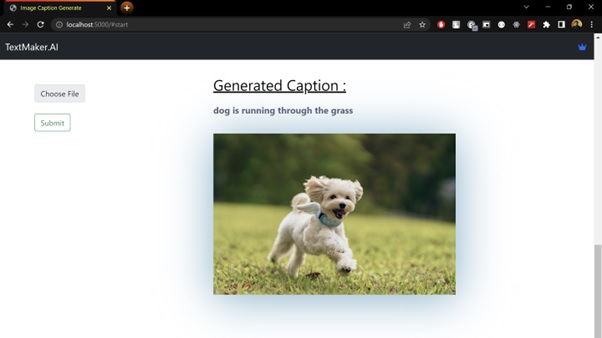 Image Caption Generate
localhost:5000/#start
TextMaker.AI
Choose File
Submit
Generated Caption :
dog is running through the grass